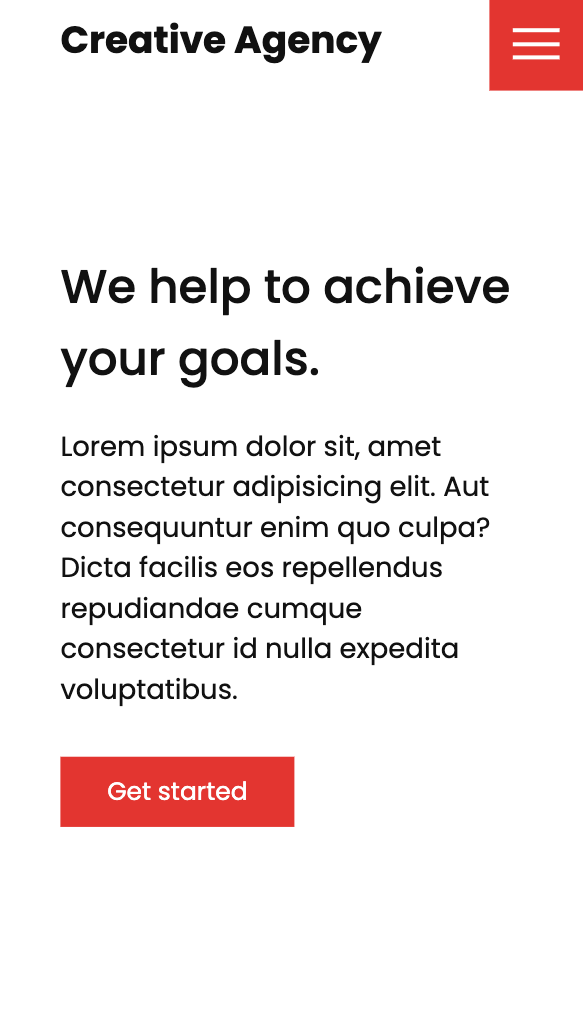 Creative Agency
We help to achieve
your goals.
Lorem ipsum dolor sit, amet
consectetur adipisicing elit. Aut
consequuntur enim quo culpa?
Dicta facilis eos repellendus
repudiandae cumque
consectetur id nulla expedita
voluptatibus.
Get started